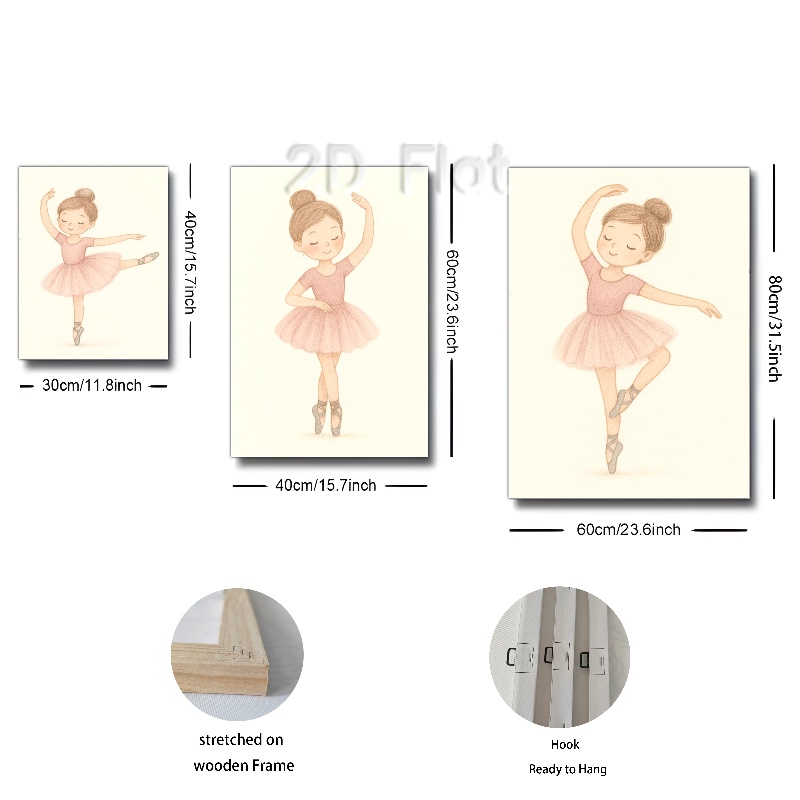 2D Flat
40cm/15.7inch
30cm/11.8inch
60cm/23.6inch
40cm/15.7inch
80cm/31.5inch
60cm/23.6inch
stretched on
wooden Frame
Hook
Ready to Hang